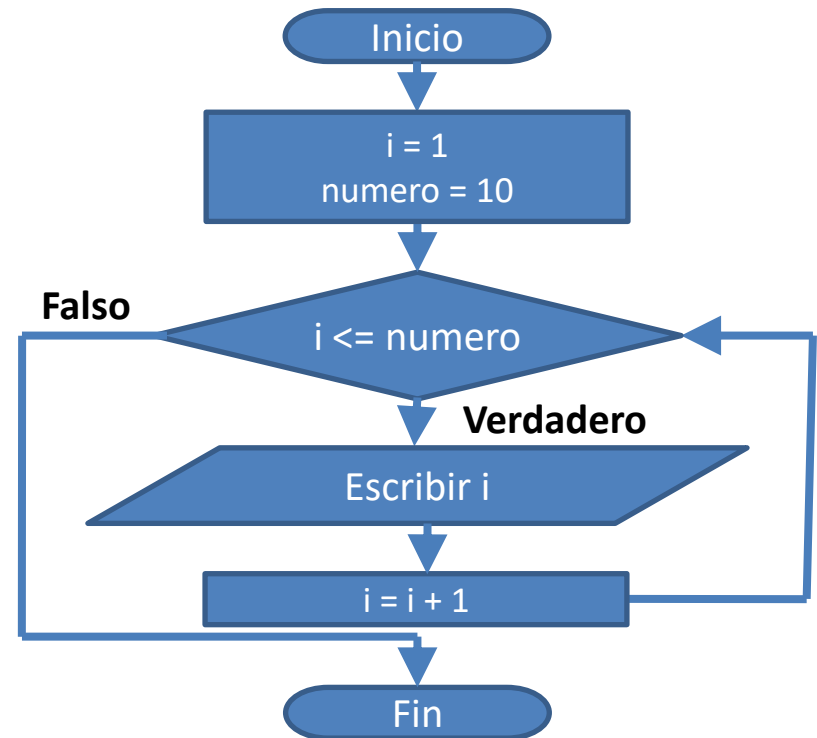 Inicio
i = 1
numero = 10
Falso
i <= numero
Verdadero
Escribir i
i = i + 1
Fin